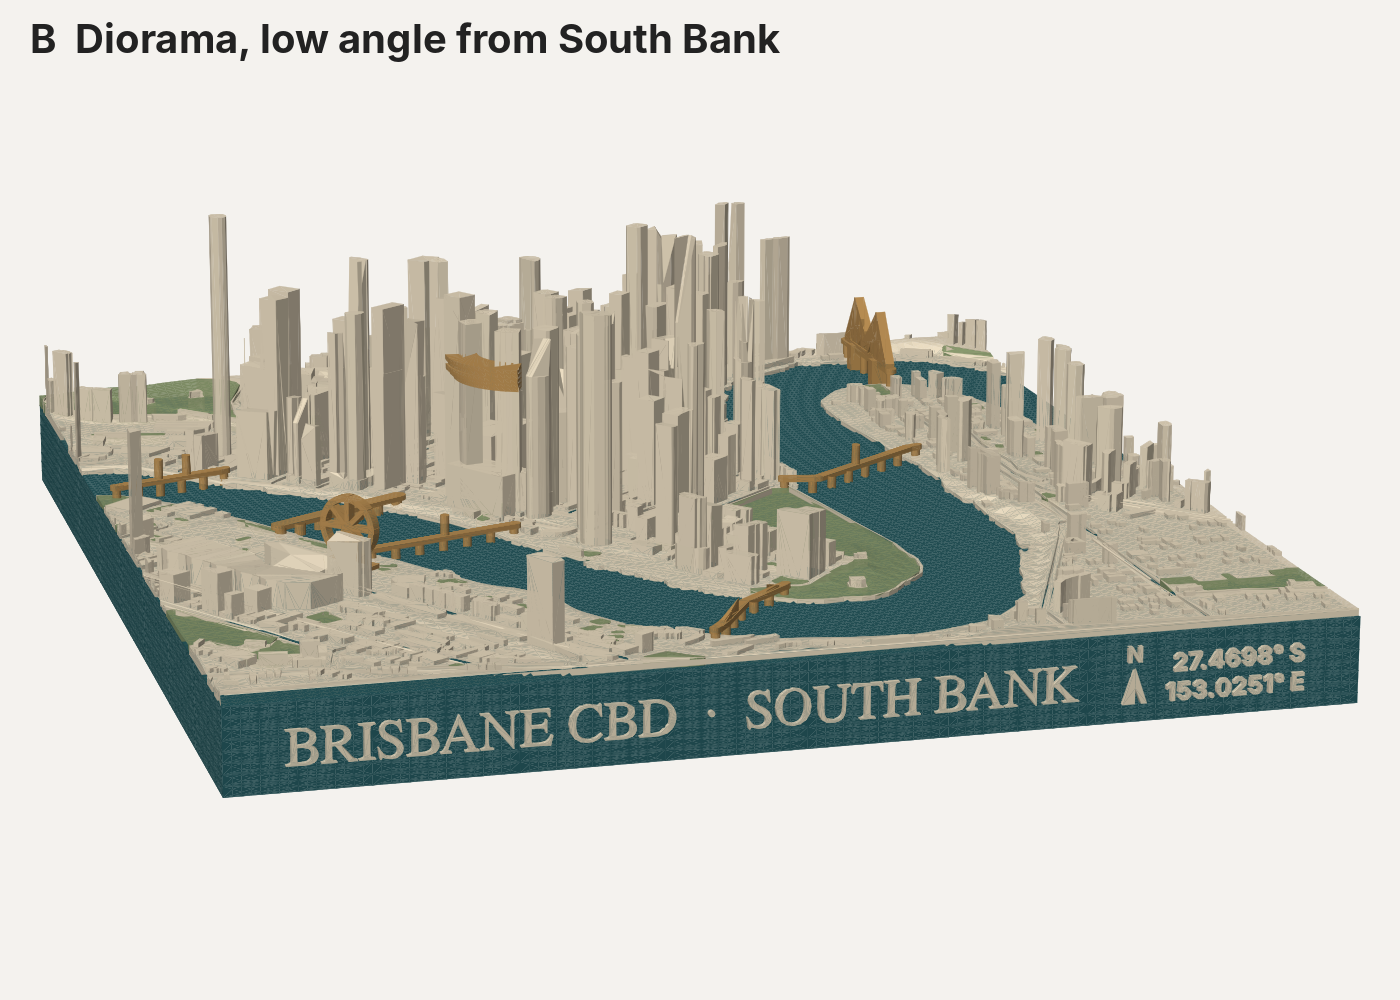 B Diorama, low angle from South Bank
BRISBANE CBD · SOUTH BANK
N
27.4698° S
153.0251° E